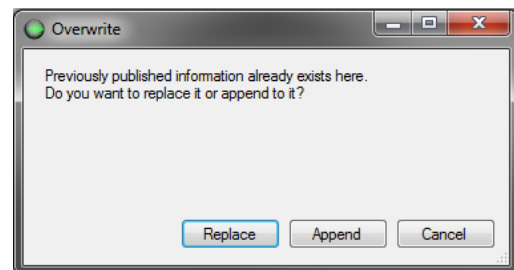 Overwrite
Previously published information already exists here.
Do you want to replace it or append to it?
Replace Append Cancel